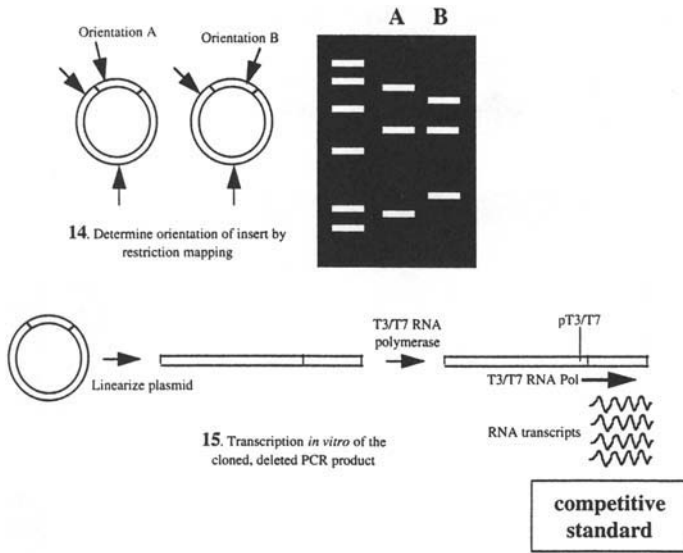 A B
Orientation A
Orientation B
14. Determine orientation of insert by
restriction mapping
T3/T7 RNA
polymerase
pT3/T7
Linearize plasmid
T3/T7 RNA Pol
RNA transcripts
15. Transcription in vitro of the
cloned, deleted PCR product
competitive
standard